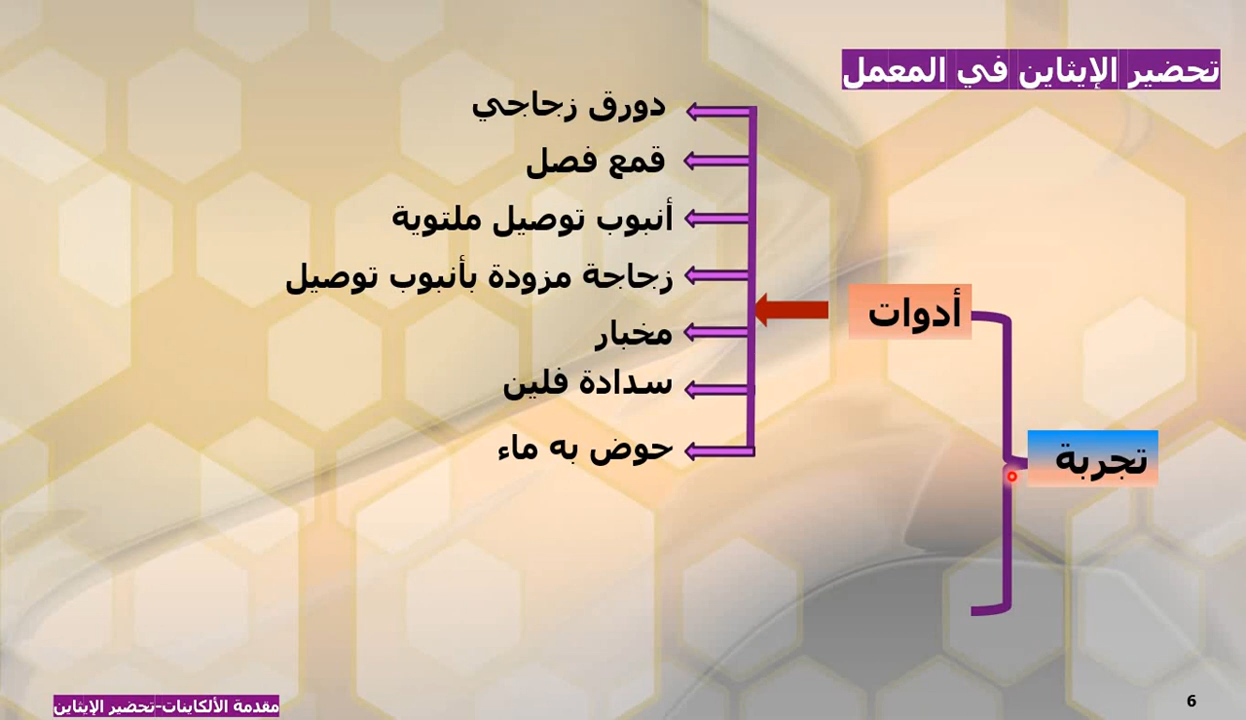 تحضير الإيثاين في المعمل
تجربة
أدوات
دورق زجاجي
قمع فصل
أنبوب توصيل ملتوية
زجاجة مزودة بأنبوب توصيل
مخبار
سدادة فلين
حوض به ماء
مقدمة الألكاينات-تحضير الإيثاين
6